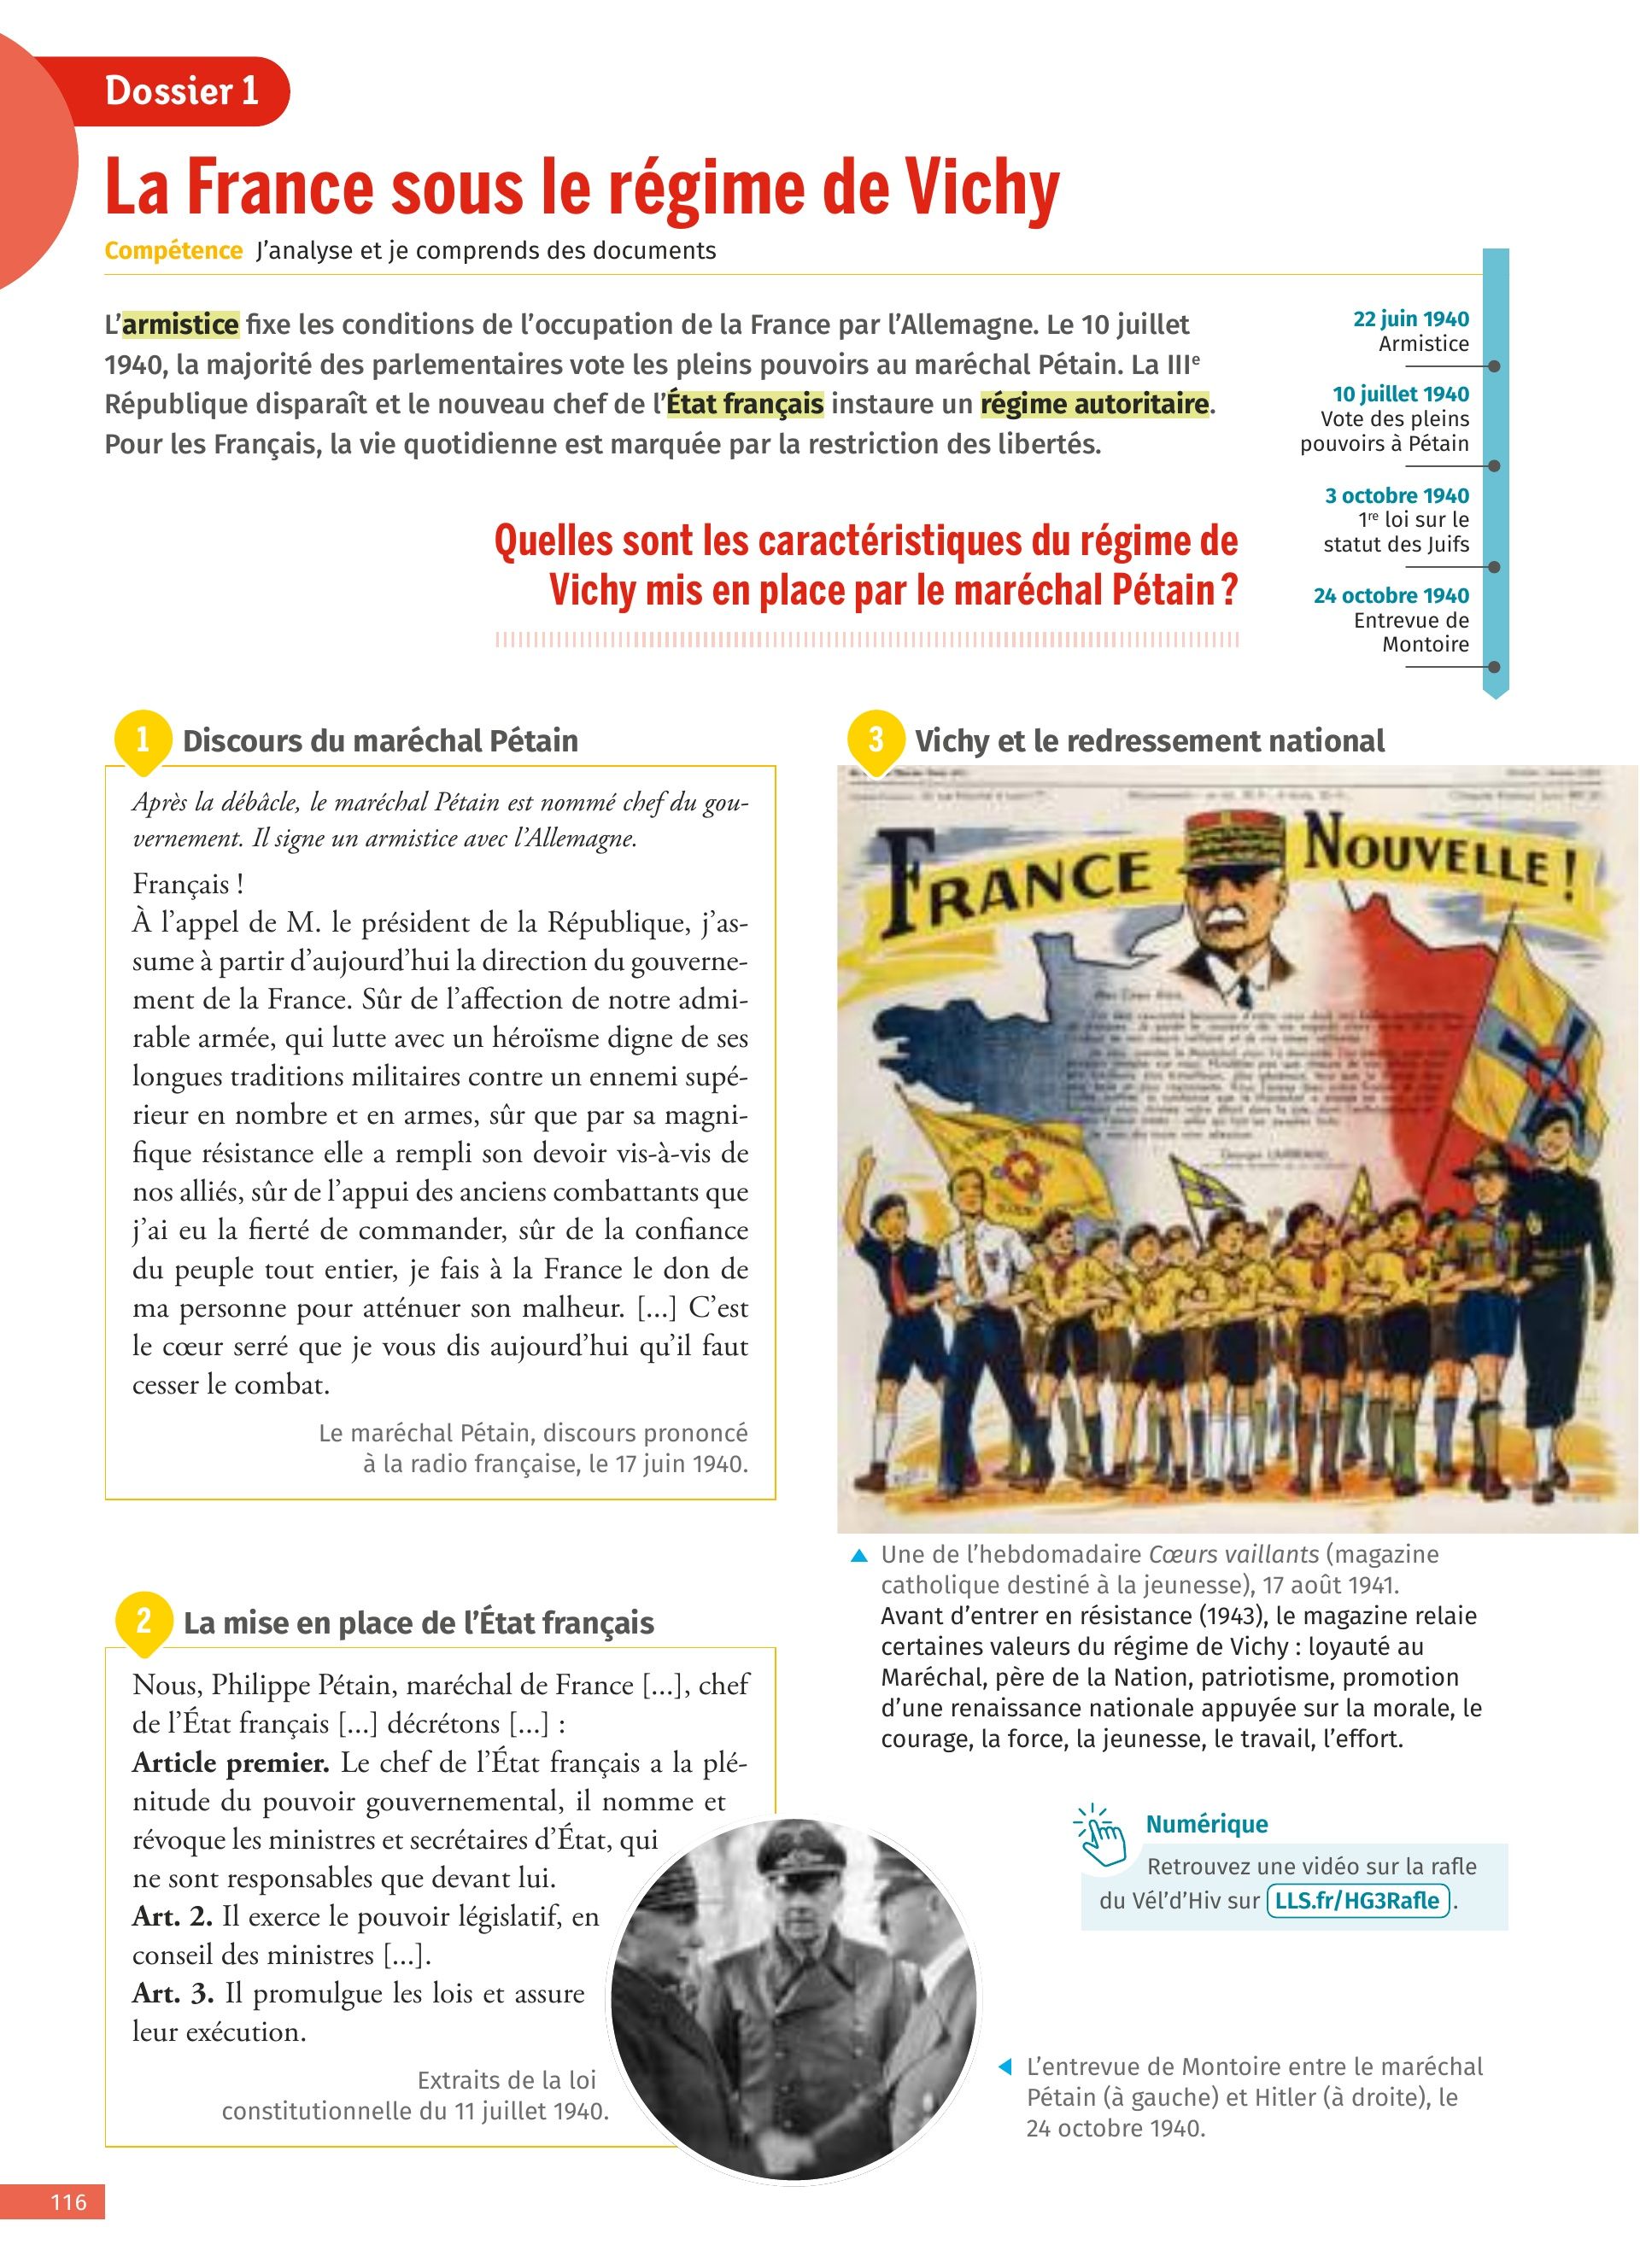 Dossier 1
La France sous le régime de Vichy
Compétence J’analyse et je comprends des documents
L’armistice fixe les conditions de l’occupation de la France par l’Allemagne. Le 10 juillet
1940, la majorité des parlementaires vote les pleins pouvoirs au maréchal Pétain. La IIIe
République disparaît et le nouveau chef de l’État français instaure un régime autoritaire.
Pour les Français, la vie quotidienne est marquée par la restriction des libertés.
22 juin 1940
Armistice
10 juillet 1940
Vote des pleins
pouvoirs à Pétain
3 octobre 1940
1re loi sur le
statut des Juifs
24 octobre 1940
Entrevue de
Montoire
Quelles sont les caractéristiques du régime de
Vichy mis en place par le maréchal Pétain ?
1 Discours du maréchal Pétain
Après la débâcle, le maréchal Pétain est nommé chef du gou-
vernement. Il signe un armistice avec l’Allemagne.
Français !
À l’appel de M. le président de la République, j’as-
sume à partir d’aujourd’hui la direction du gouverne-
ment de la France. Sûr de l’affection de notre admi-
rable armée, qui lutte avec un héroïsme digne de ses
longues traditions militaires contre un ennemi supé-
rieur en nombre et en armes, sûr que par sa magni-
fique résistance elle a rempli son devoir vis-à-vis de
nos alliés, sûr de l’appui des anciens combattants que
j’ai eu la fierté de commander, sûr de la confiance
du peuple tout entier, je fais à la France le don de
ma personne pour atténuer son malheur. [...] C’est
le cœur serré que je vous dis aujourd’hui qu’il faut
cesser le combat.
Le maréchal Pétain, discours prononcé
à la radio française, le 17 juin 1940.
2 La mise en place de l’État français
Nous, Philippe Pétain, maréchal de France [...], chef
de l’État français [...] décrétons [...] :
Article premier. Le chef de l’État français a la plé-
nitude du pouvoir gouvernemental, il nomme et
révoque les ministres et secrétaires d’État, qui
ne sont responsables que devant lui.
Art. 2. Il exerce le pouvoir législatif, en
conseil des ministres [...].
Art. 3. Il promulgue les lois et assure
leur exécution.
Extraits de la loi
constitutionnelle du 11 juillet 1940.
3 Vichy et le redressement national
FRANCE NOUVELLE !
Une de l’hebdomadaire Cœurs vaillants (magazine
catholique destiné à la jeunesse), 17 août 1941.
Avant d’entrer en résistance (1943), le magazine relaie
certaines valeurs du régime de Vichy : loyauté au
Maréchal, père de la Nation, patriotisme, promotion
d’une renaissance nationale appuyée sur la morale, le
courage, la force, la jeunesse, le travail, l’effort.
Numérique
Retrouvez une vidéo sur la rafle
du Vél’d’Hiv sur LLS.fr/HG3Rafle .
L’entrevue de Montoire entre le maréchal
Pétain (à gauche) et Hitler (à droite), le
24 octobre 1940.
116